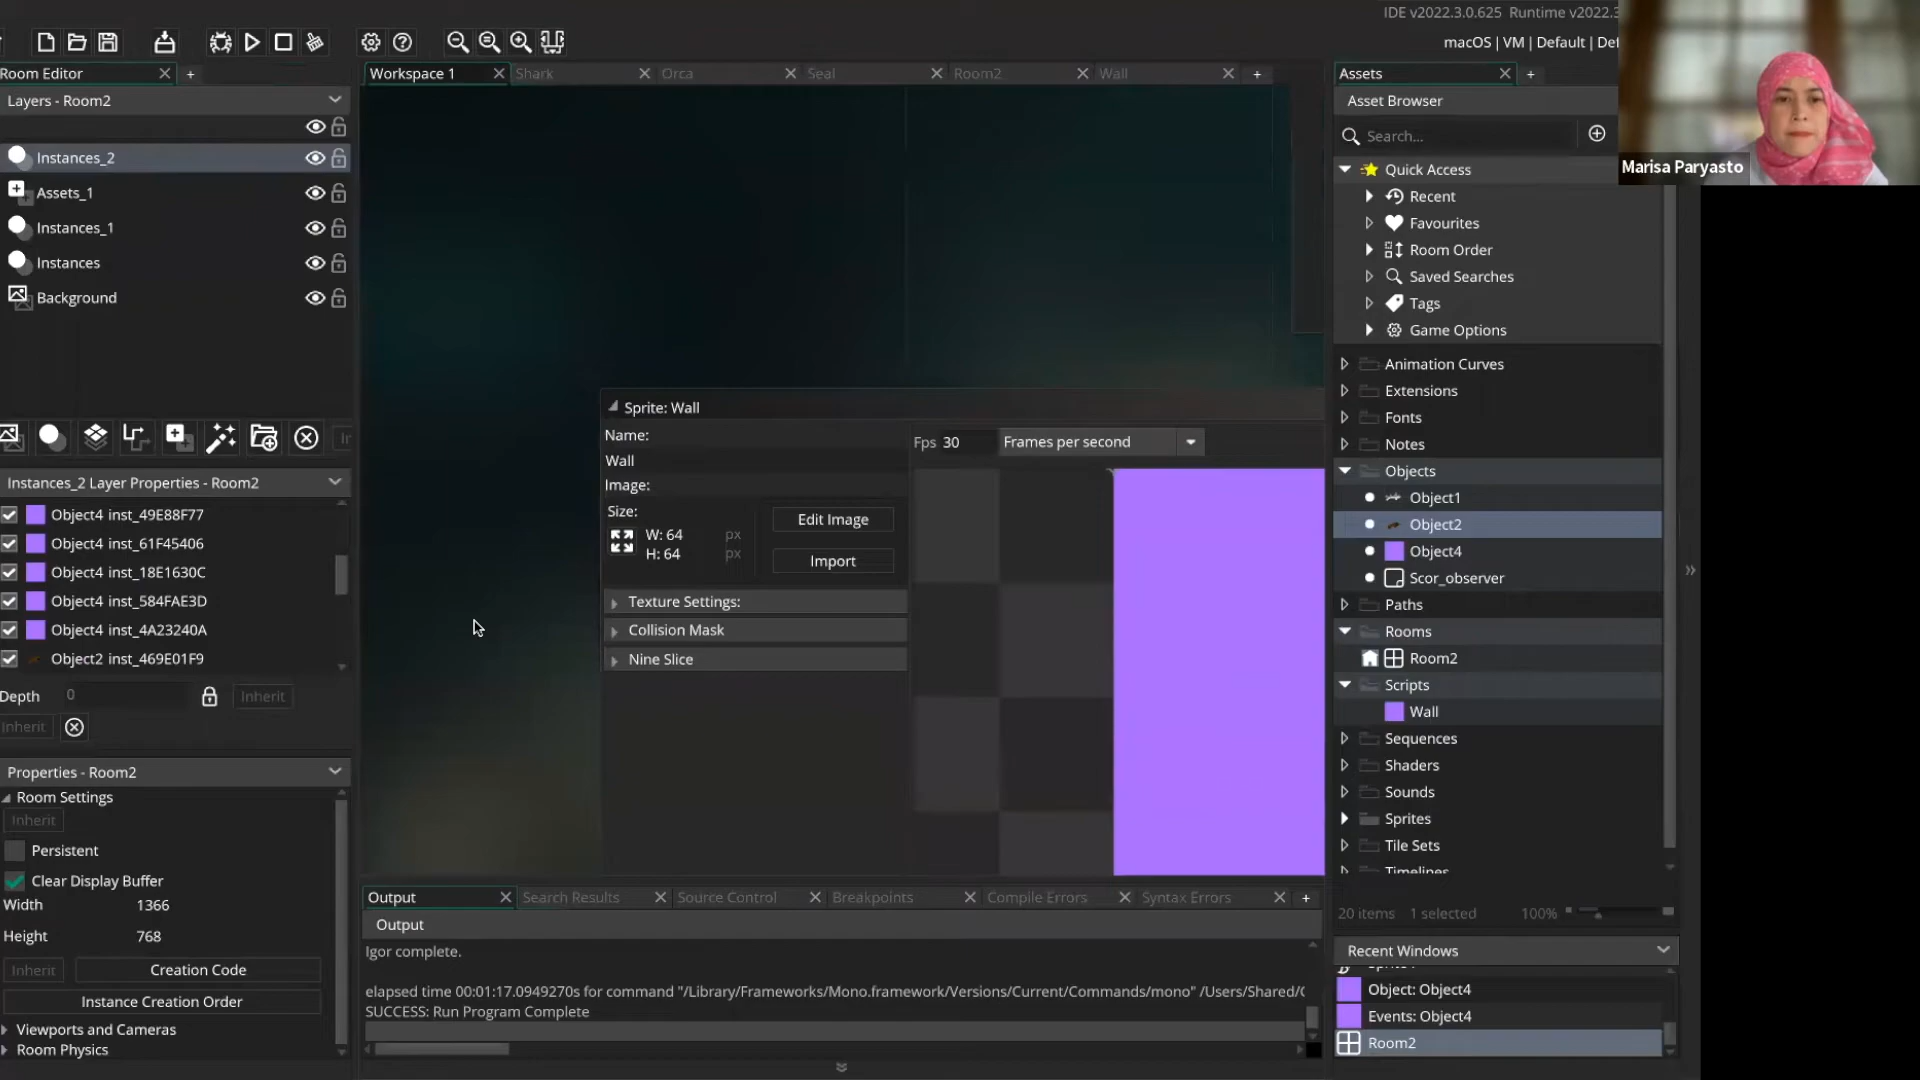 IDE v2022.3.0.625 Runtime v2022.3
macOS | VM | Default | Def
Room Editor
Workspace 1
Shark
Orca
Seal
Room2
Wall
Assets
Layers - Room2
Asset Browser
Instances_2
Assets_1
Instances_1
Instances
Background
Search...
Marisa Paryasto
Quick Access
Recent
Favourites
Room Order
Saved Searches
Tags
Game Options
Animation Curves
Extensions
Fonts
Notes
Objects
Object1
Object2
Object4
Scor_observer
Paths
Rooms
Room2
Scripts
Wall
Sequences
Shaders
Sounds
Sprites
Tile Sets
Timelines
20 items 1 selected 100%
Recent Windows
Object: Object4
Events: Object4
Room2
Sprite: Wall
Name:
Wall
Image:
Size:
W: 64 px
H: 64 px
Edit Image
Import
Fps 30 Frames per second
Texture Settings:
Collision Mask
Nine Slice
Instances_2 Layer Properties - Room2
Object4 inst_49E88F77
Object4 inst_61F45406
Object4 inst_18E1630C
Object4 inst_584FAE3D
Object4 inst_4A23240A
Object2 inst_469E01F9
Depth 0 Inherit
Inherit
Properties - Room2
Room Settings
Inherit
Persistent
Clear Display Buffer
Width 1366
Height 768
Inherit Creation Code
Instance Creation Order
Viewports and Cameras
Room Physics
Output
Search Results
Source Control
Breakpoints
Compile Errors
Syntax Errors
Output
Igor complete.
elapsed time 00:01:17.0949270s for command "/Library/Frameworks/Mono.framework/Versions/Current/Commands/mono" /Users/Shared/
SUCCESS: Run Program Complete